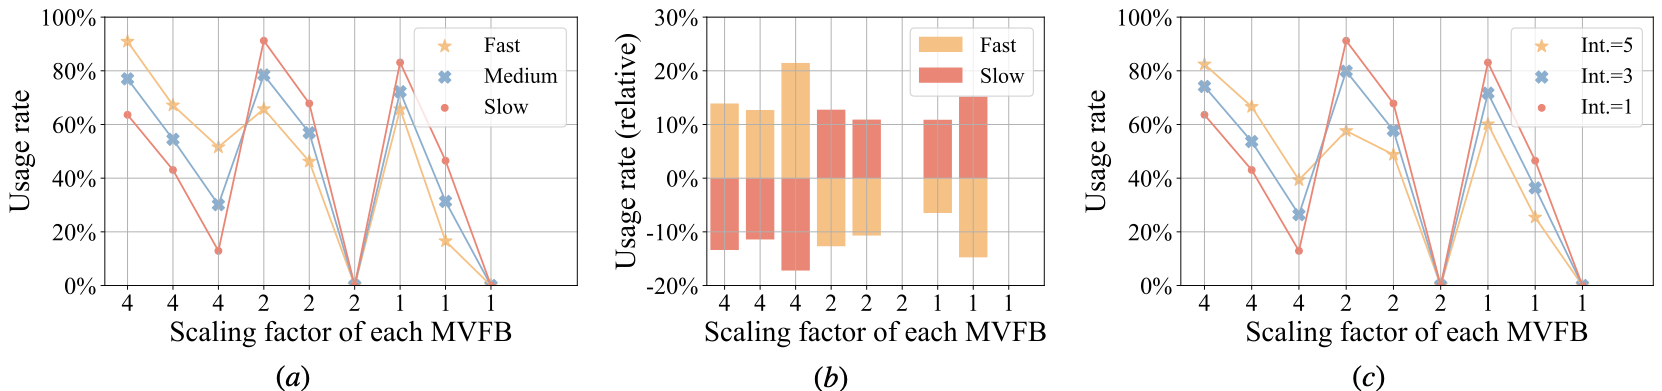 100%
80%
60%
40%
20%
0%
Usage rate
Fast
Medium
Slow
4 4 4 2 2 2 1 1 1
Scaling factor of each MVFB
(a)
30%
20%
10%
0%
-10%
-20%
Usage rate (relative)
Fast
Slow
4 4 4 2 2 2 1 1 1
Scaling factor of each MVFB
(b)
100%
80%
60%
40%
20%
0%
Usage rate
Int.=5
Int.=3
Int.=1
4 4 4 2 2 2 1 1 1
Scaling factor of each MVFB
(c)